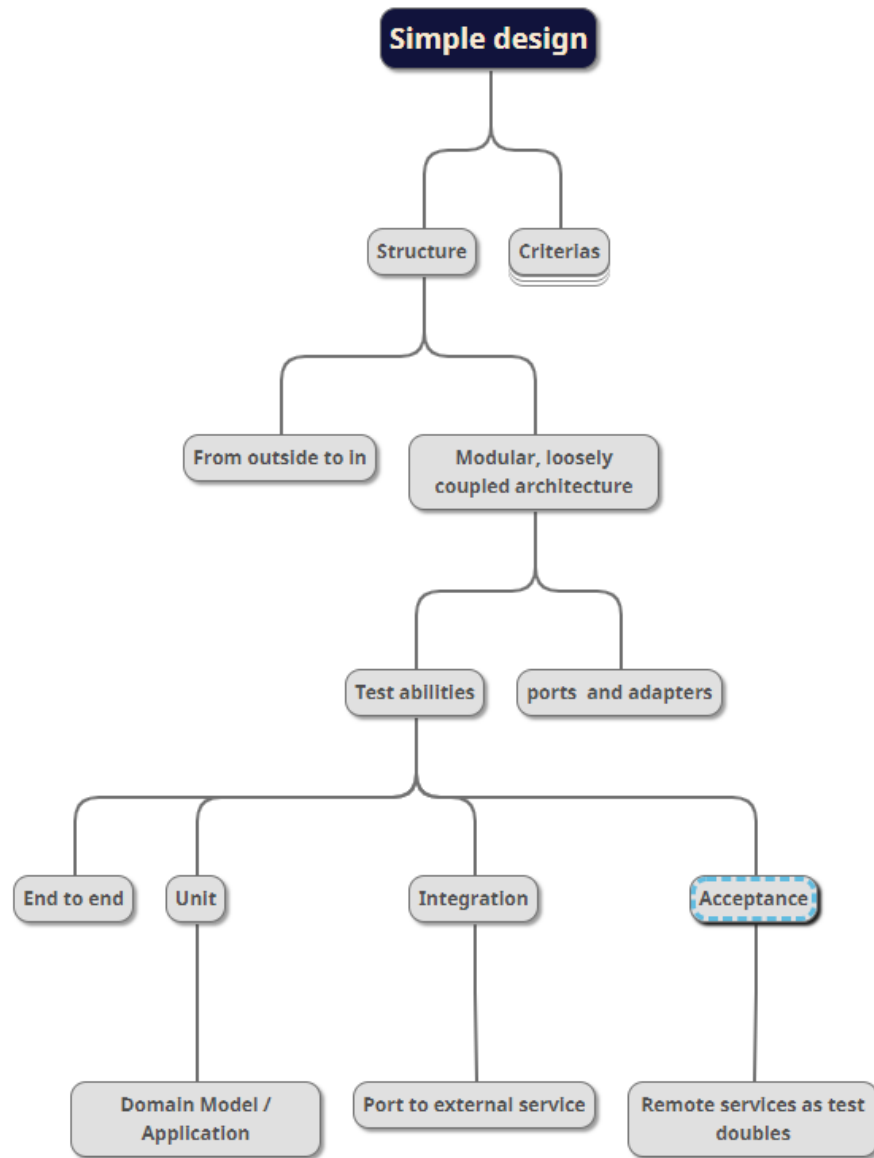 Simple design
Structure
Criterias
From outside to in
Modular, loosely
coupled architecture
Test abilities
ports  and adapters
End to end
Unit
Integration
Acceptance
Domain Model /
Application
Port to external service
Remote services as test
doubles